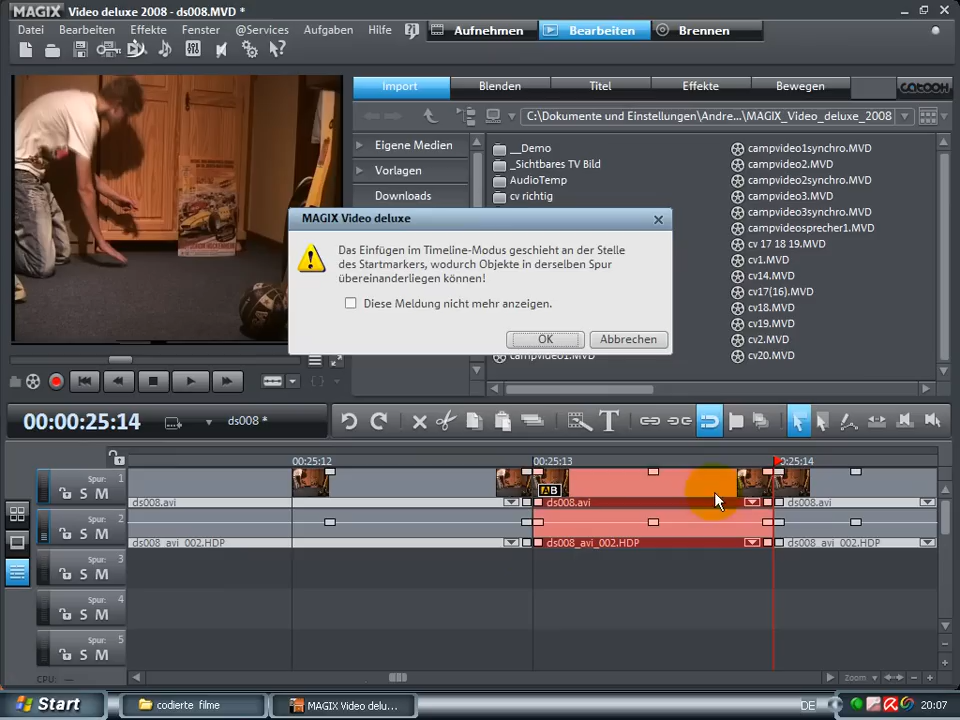 MAGIX Video deluxe 2008 - ds008.MVD *
Datei Bearbeiten Effekte Fenster @Services Aufgaben Hilfe
Aufnehmen
Bearbeiten
Brennen
Import
Blenden
Titel
Effekte
Bewegen
catooh
C:\Dokumente und Einstellungen\Andre...\MAGIX_Video_deluxe_2008
Eigene Medien
Vorlagen
Downloads
__Demo
_Sichtbares TV Bild
AudioTemp
cv richtig
campvideo1synchro.MVD
campvideo2.MVD
campvideo2synchro.MVD
campvideo3.MVD
campvideo3synchro.MVD
campvideosprecher1.MVD
cv 17 18 19.MVD
cv1.MVD
cv14.MVD
cv17(16).MVD
cv18.MVD
cv19.MVD
cv2.MVD
cv20.MVD
campvideo1.MVD
MAGIX Video deluxe
Das Einfügen im Timeline-Modus geschieht an der Stelle
des Startmarkers, wodurch Objekte in derselben Spur
übereinanderliegen können!
Diese Meldung nicht mehr anzeigen.
OK
Abbrechen
00:00:25:14
ds008 *
00:25:12
00:25:13
0:25:14
Spur: 1
S M
ds008.avi
AB
ds008.avi
ds008.avi
Spur: 2
S M
ds008_avi_002.HDP
ds008_avi_002.HDP
ds008_avi_002.HDP
Spur: 3
S M
Spur: 4
S M
Spur: 5
S M
CPU: —
Zoom
Start
codierte filme
MAGIX Video delu...
DE
20:07